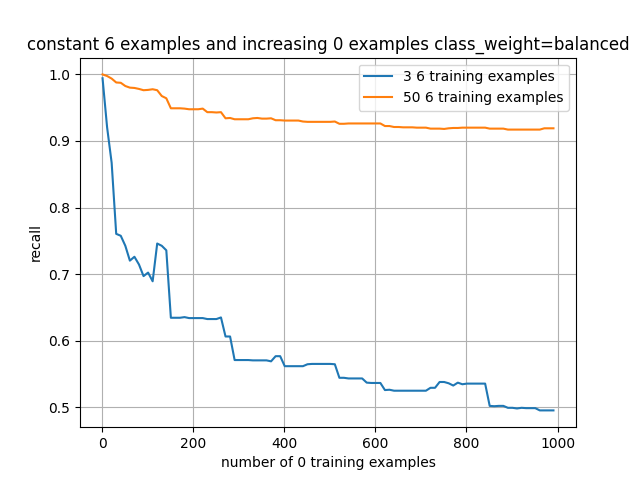 constant 6 examples and increasing 0 examples class_weight=balanced
3 6 training examples
50 6 training examples
recall
1.0
0.9
0.8
0.7
0.6
0.5
0
200
400
600
800
1000
number of 0 training examples